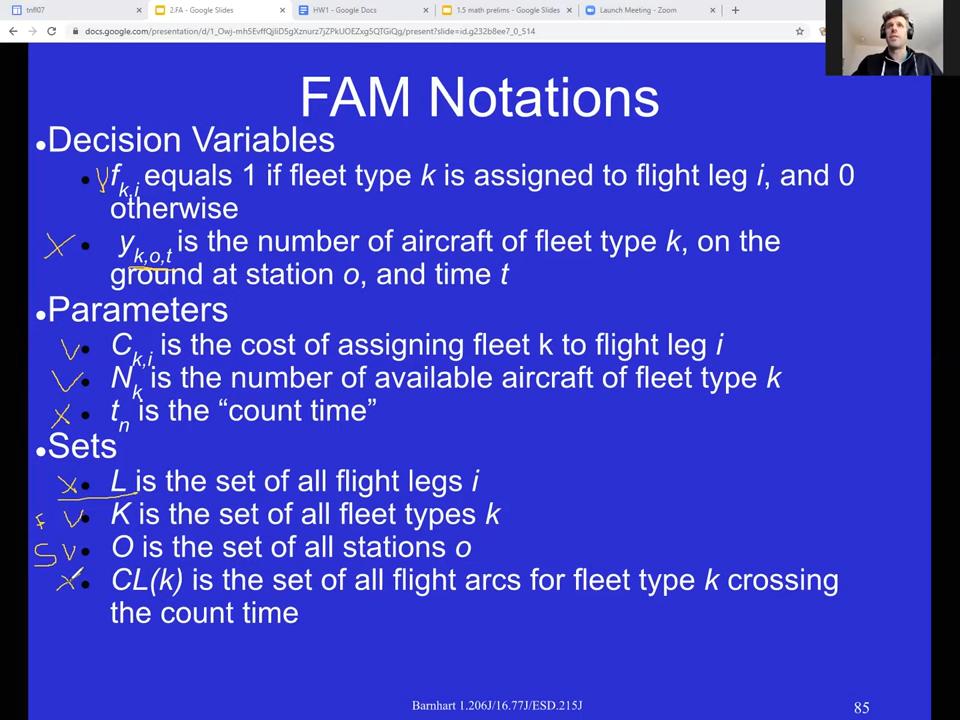 tnfl07
2.FA - Google Slides
HW1 - Google Docs
1.5 math prelims - Google Slides
Launch Meeting - Zoom
docs.google.com/presentation/d/1_Owj-mh5EvffQjliD5gXznurz7jZPkUOEZxg5QTGiQg/present?slide=id.g232b8ee7_0_514
FAM Notations
•Decision Variables
• f k,i equals 1 if fleet type k is assigned to flight leg i, and 0
otherwise
X • y k,o,t is the number of aircraft of fleet type k, on the
ground at station o, and time t
•Parameters
V • C k,i is the cost of assigning fleet k to flight leg i
V • N k is the number of available aircraft of fleet type k
X • t n is the “count time”
•Sets
X • L is the set of all flight legs i
F V • K is the set of all fleet types k
S V • O is the set of all stations o
X • CL(k) is the set of all flight arcs for fleet type k crossing
the count time
Barnhart 1.206J/16.77J/ESD.215J
85